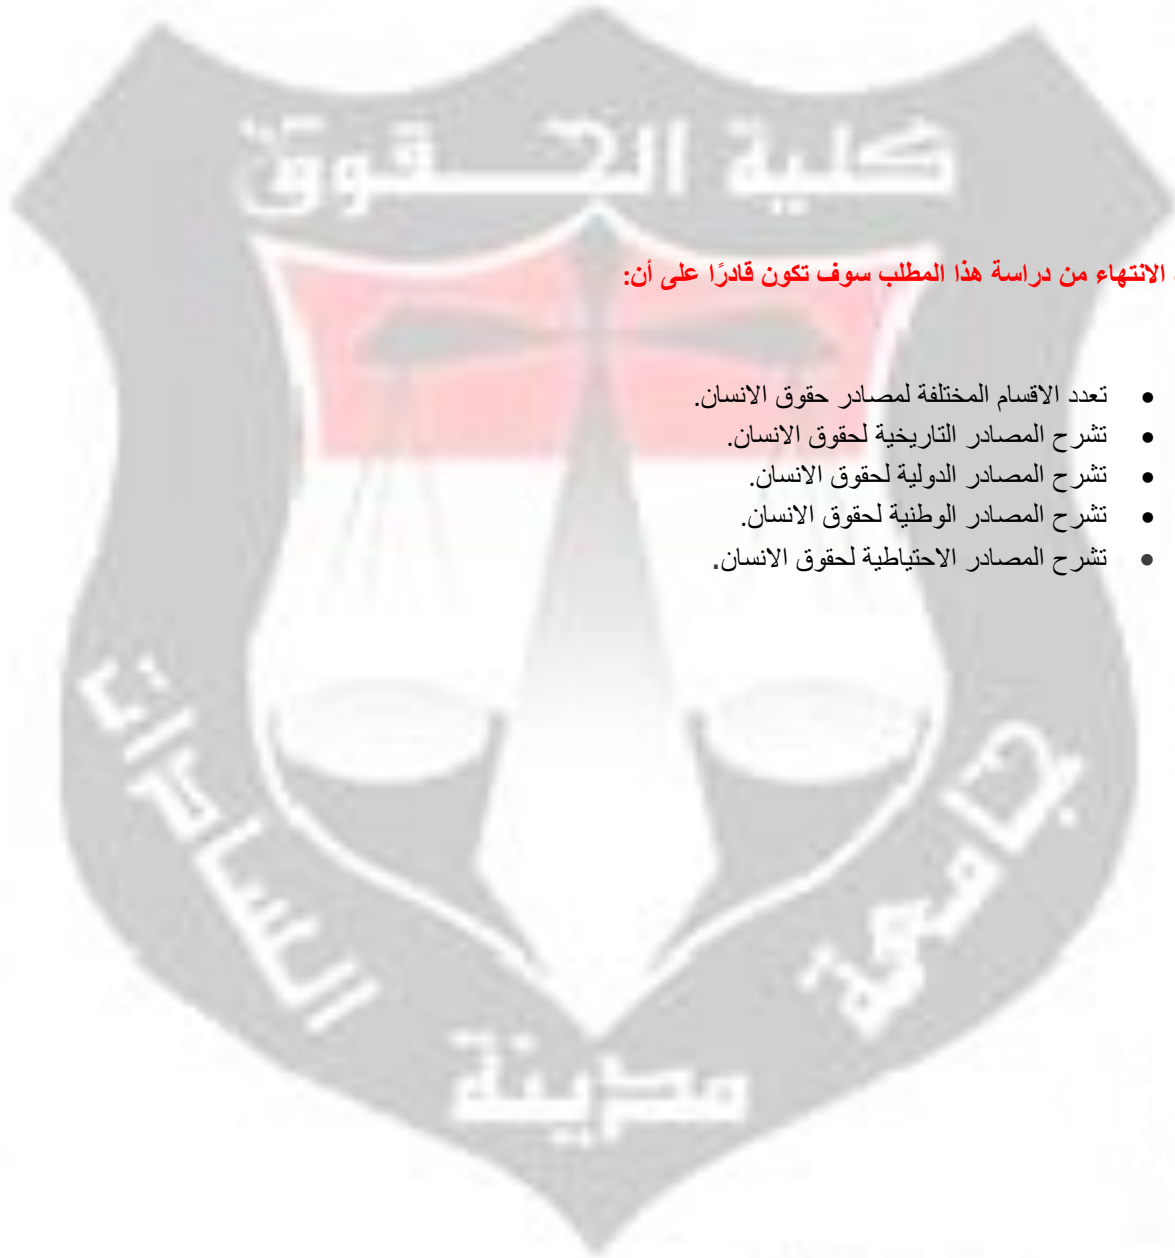 كلية الحقوق
الانتهاء من دراسة هذا المطلب سوف تكون قادرًا على أن:
• تعدد الاقسام المختلفة لمصادر حقوق الانسان.
• تشرح المصادر التاريخية لحقوق الانسان.
• تشرح المصادر الدولية لحقوق الانسان.
• تشرح المصادر الوطنية لحقوق الانسان.
• تشرح المصادر الاحتياطية لحقوق الانسان.
جامعة
مدينة
السادات